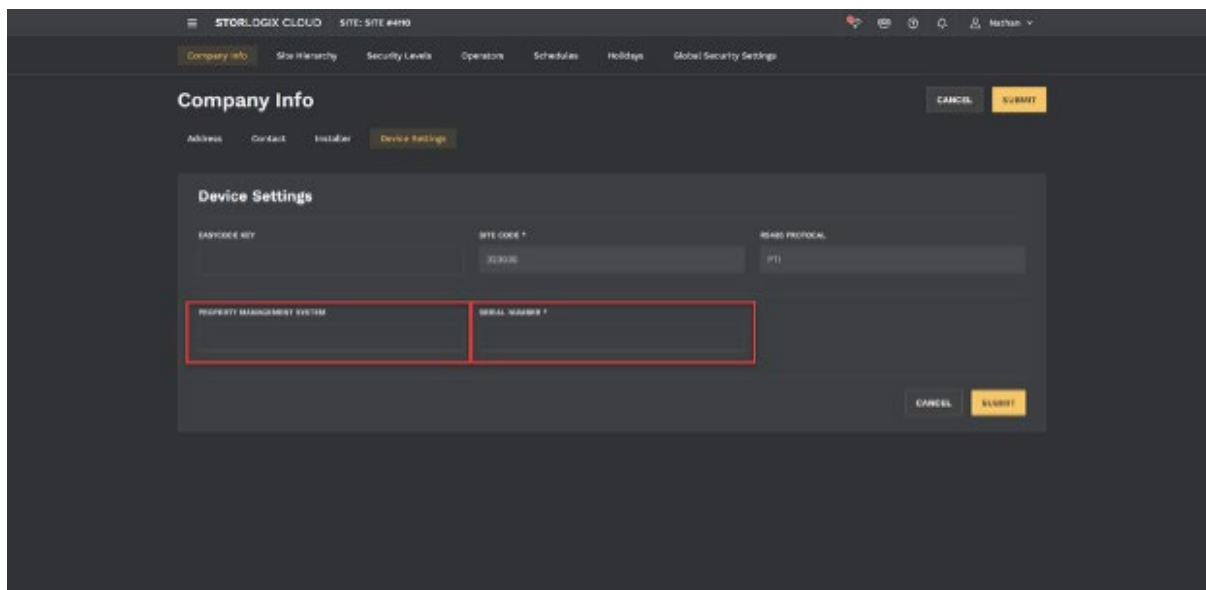 STORLOGIX CLOUD SITE: SITE #4110 Nathan
Company Info Site Hierarchy Security Levels Operators Schedules Holidays Global Security Settings
Company Info CANCEL SUBMIT
Address Contact Installer Device Settings
Device Settings
EASYCODE KEY SITE CODE * RS485 PROTOCAL
PTI
PROPERTY MANAGEMENT SYSTEM SERIAL NUMBER *
CANCEL SUBMIT